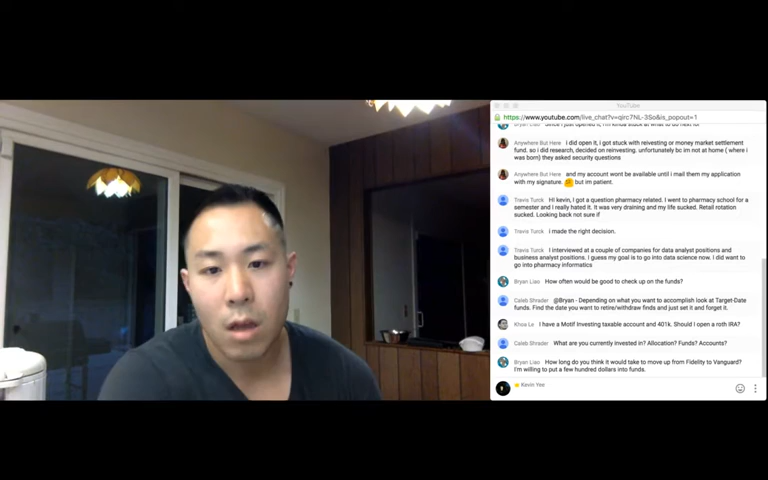 YouTube
https://www.youtube.com/live_chat?v=qirc7NL-3So&is_popout=1
Anywhere But Here i did open it, i got stuck with reivesting or money market settlement
fund. so i did research, decided on reinvesting. unfortunately bc im not at home ( where i
was born) they asked security questions
Anywhere But Here and my account wont be available until i mail them my application
with my signature. but im patient.
Travis Turck HI kevin, I got a question pharmacy related. I went to pharmacy school for a
semester and I really hated it. It was very draining and my life sucked. Retail rotation
sucked. Looking back not sure if
Travis Turck i made the right decision.
Travis Turck I interviewed at a couple of companies for data analyst positions and
business analyst positions. I guess my goal is to go into data science now. I did want to
go into pharmacy informatics
Bryan Liao How often would be good to check up on the funds?
Caleb Shrader @Bryan - Depending on what you want to accomplish look at Target-Date
funds. Find the date you want to retire/withdraw finds and just set it and forget it.
Khoa Le I have a Motif Investing taxable account and 401k. Should I open a roth IRA?
Caleb Shrader What are you currently invested in? Allocation? Funds? Accounts?
Bryan Liao How long do you think it would take to move up from Fidelity to Vanguard?
I'm willing to put a few hundred dollars into funds.
Kevin Yee